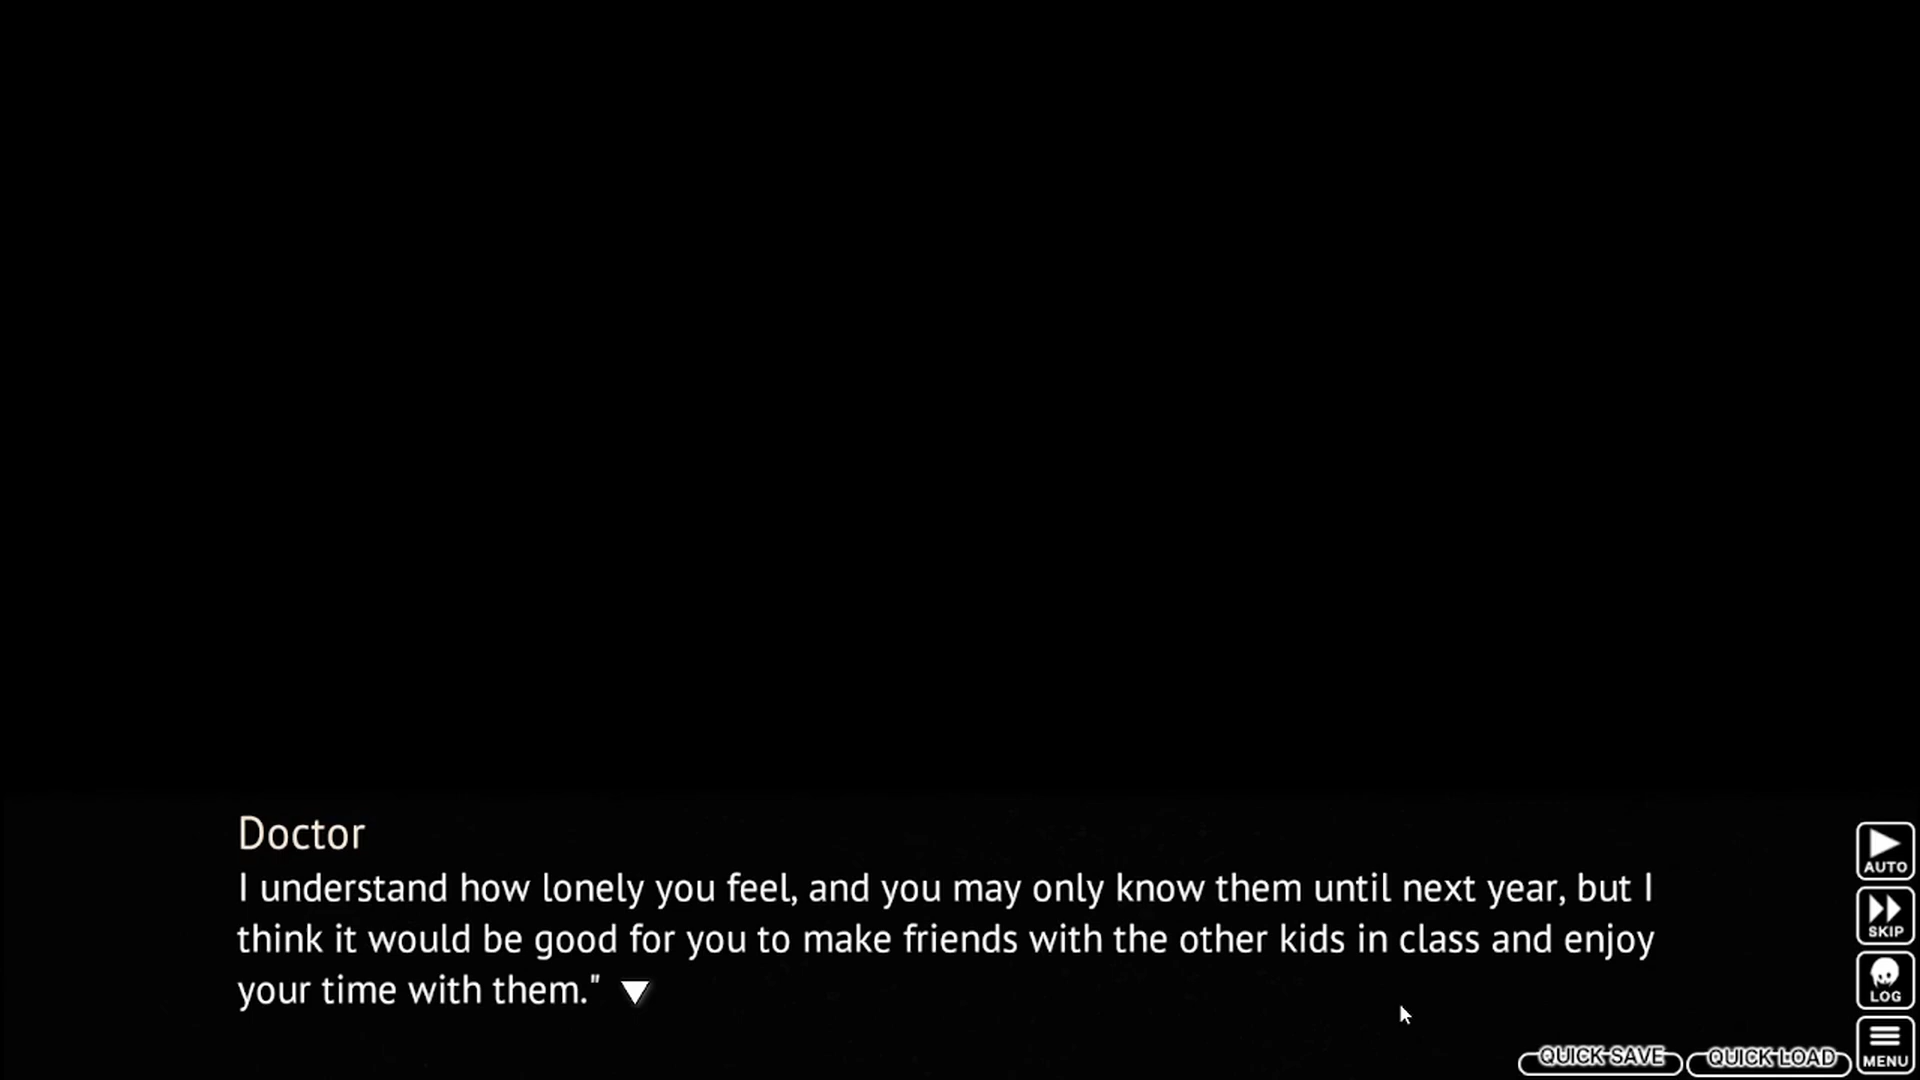 Doctor
I understand how lonely you feel, and you may only know them until next year, but I
think it would be good for you to make friends with the other kids in class and enjoy
your time with them."
AUTO
SKIP
LOG
MENU
QUICK SAVE QUICK LOAD